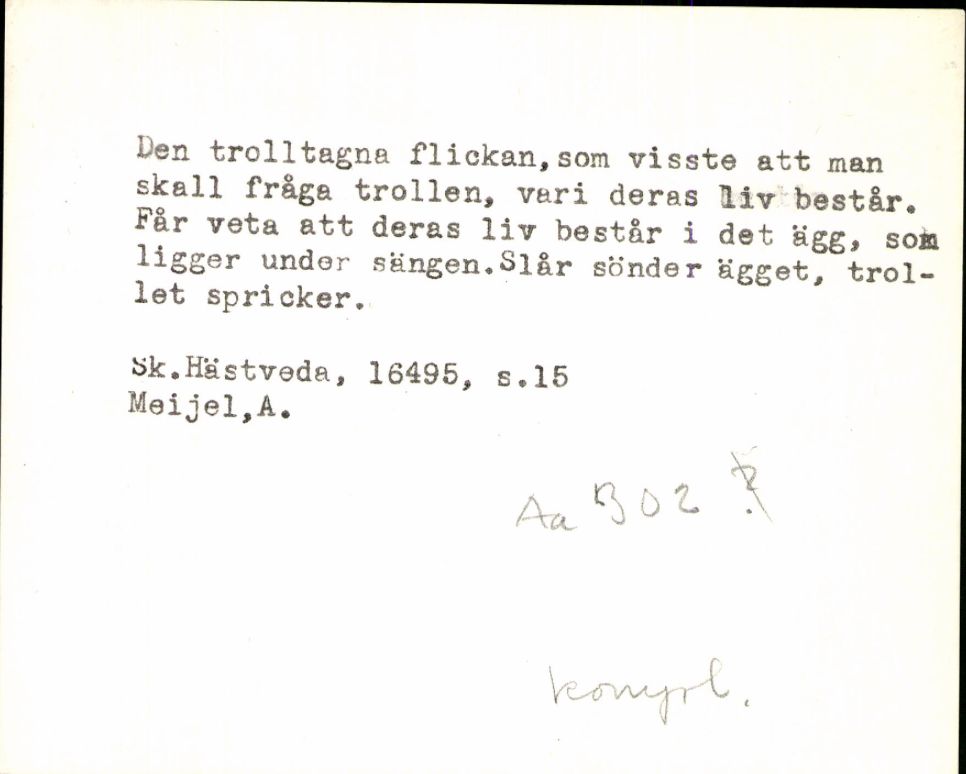 Den trolltagna flickan,som visste att man
skall fråga trollen, vari deras liv består.
Får veta att deras liv består i det ägg, som
ligger under sängen.Slår sönder ägget, trol-
let spricker.
Sk.Hästveda, 16495, s.15
Meijel,A.
Aa 302 ?
kompl.